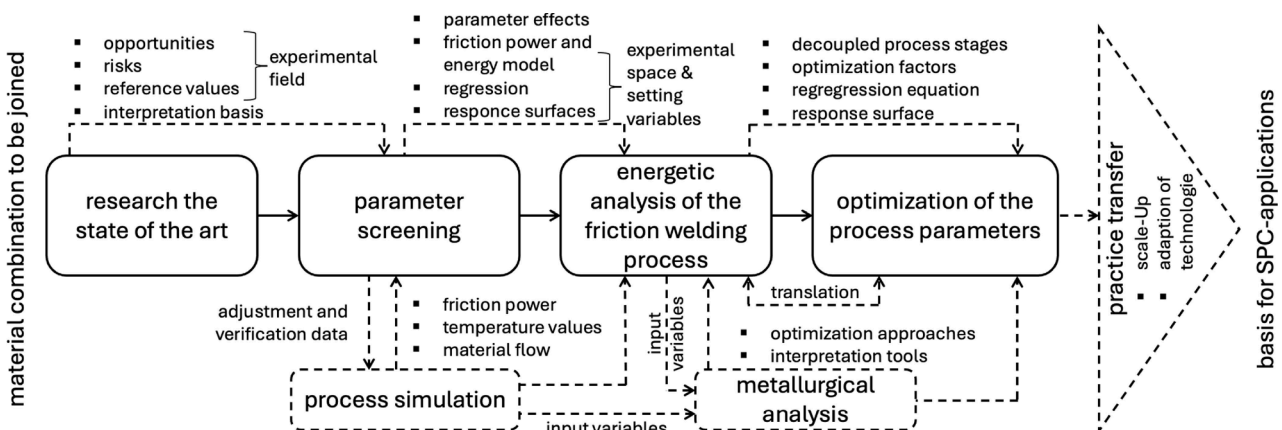 material combination to be joined
opportunities
risks
reference values
interpretation basis
experimental
field
parameter effects
friction power and
energy model
regression
responce surfaces
experimental
space &
setting
variables
decoupled process stages
optimization factors
regregression equation
response surface
research the
state of the art
parameter
screening
energetic
analysis of the
friction welding
process
optimization of the
process parameters
practice transfer
scale-Up
adaption of
technologie
basis for SPC-applications
adjustment and
verification data
friction power
temperature values
material flow
input
variables
translation
optimization approaches
interpretation tools
process simulation
input variables
metallurgical
analysis